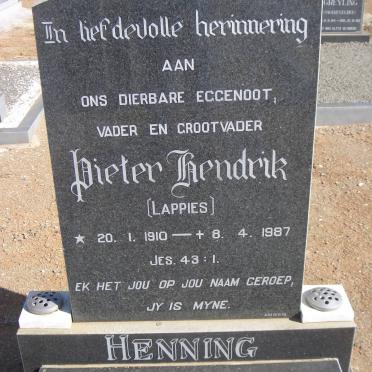 In liefdevolle herinnering
AAN
ONS DIERBARE EGGENOOT,
VADER EN GROOTVADER
Pieter Hendrik
(LAPPIES)
* 20. 1. 1910 — + 8. 4. 1987
JES. 43:1.
EK HET JOU OP JOU NAAM GEROEP,
JY IS MYNE.
HENNING
GREYLING